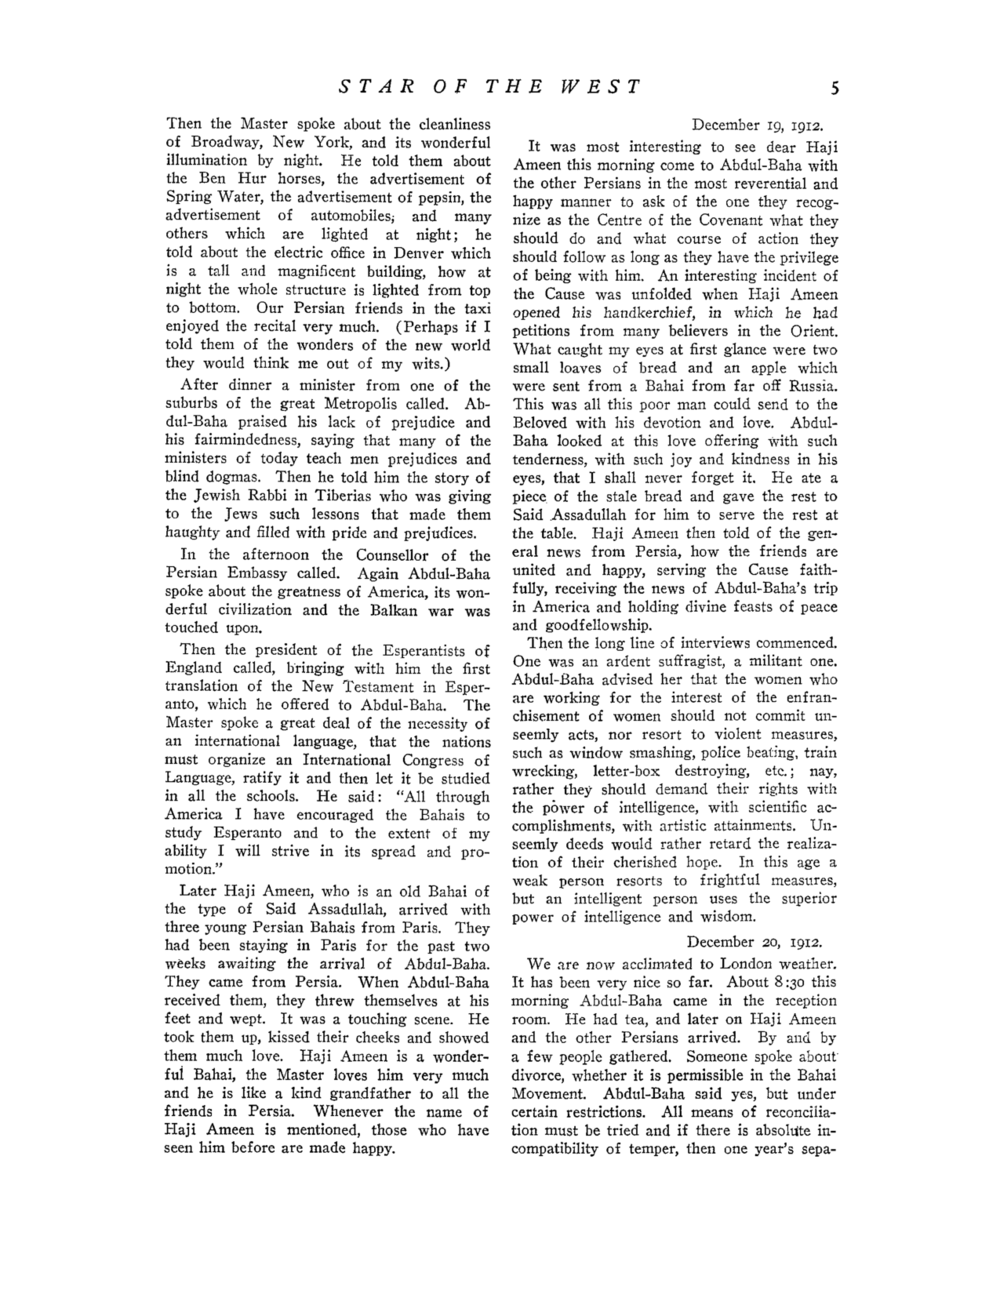 STAR OF THE WEST 5
Then the Master spoke about the cleanliness
of Broadway, New York, and its wonderful
illumination by night. He told them about
the Ben Hur horses, the advertisement of
Spring Water, the advertisement of pepsin, the
advertisement of automobiles, and many
others which are lighted at night; he
told about the electric office in Denver which
is a tall and magnificent building, how at
night the whole structure is lighted from top
to bottom. Our Persian friends in the taxi
enjoyed the recital very much. (Perhaps if I
told them of the wonders of the new world
they would think me out of my wits.)
After dinner a minister from one of the
suburbs of the great Metropolis called. Ab-
dul-Baha praised his lack of prejudice and
his fairmindedness, saying that many of the
ministers of today teach men prejudices and
blind dogmas. Then he told him the story of
the Jewish Rabbi in Tiberias who was giving
to the Jews such lessons that made them
haughty and filled with pride and prejudices.
In the afternoon the Counsellor of the
Persian Embassy called. Again Abdul-Baha
spoke about the greatness of America, its won-
derful civilization and the Balkan war was
touched upon.
Then the president of the Esperantists of
England called, bringing with him the first
translation of the New Testament in Esper-
anto, which he offered to Abdul-Baha. The
Master spoke a great deal of the necessity of
an international language, that the nations
must organize an International Congress of
Language, ratify it and then let it be studied
in all the schools. He said: "All through
America I have encouraged the Bahais to
study Esperanto and to the extent of my
ability I will strive in its spread and pro-
motion."
Later Haji Ameen, who is an old Bahai of
the type of Said Assadullah, arrived with
three young Persian Bahais from Paris. They
had been staying in Paris for the past two
weeks awaiting the arrival of Abdul-Baha.
They came from Persia. When Abdul-Baha
received them, they threw themselves at his
feet and wept. It was a touching scene. He
took them up, kissed their cheeks and showed
them much love. Haji Ameen is a wonder-
ful Bahai, the Master loves him very much
and he is like a kind grandfather to all the
friends in Persia. Whenever the name of
Haji Ameen is mentioned, those who have
seen him before are made happy.
December 19, 1912.
It was most interesting to see dear Haji
Ameen this morning come to Abdul-Baha with
the other Persians in the most reverential and
happy manner to ask of the one they recog-
nize as the Centre of the Covenant what they
should do and what course of action they
should follow as long as they have the privilege
of being with him. An interesting incident of
the Cause was unfolded when Haji Ameen
opened his handkerchief, in which he had
petitions from many believers in the Orient.
What caught my eyes at first glance were two
small loaves of bread and an apple which
were sent from a Bahai from far off Russia.
This was all this poor man could send to the
Beloved with his devotion and love. Abdul-
Baha looked at this love offering with such
tenderness, with such joy and kindness in his
eyes, that I shall never forget it. He ate a
piece of the stale bread and gave the rest to
Said Assadullah for him to serve the rest at
the table. Haji Ameen then told of the gen-
eral news from Persia, how the friends are
united and happy, serving the Cause faith-
fully, receiving the news of Abdul-Baha's trip
in America and holding divine feasts of peace
and goodfellowship.
Then the long line of interviews commenced.
One was an ardent suffragist, a militant one.
Abdul-Baha advised her that the women who
are working for the interest of the enfran-
chisement of women should not commit un-
seemly acts, nor resort to violent measures,
such as window smashing, police beating, train
wrecking, letter-box destroying, etc.; nay,
rather they should demand their rights with
the power of intelligence, with scientific ac-
complishments, with artistic attainments. Un-
seemly deeds would rather retard the realiza-
tion of their cherished hope. In this age a
weak person resorts to frightful measures,
but an intelligent person uses the superior
power of intelligence and wisdom.
December 20, 1912.
We are now acclimated to London weather.
It has been very nice so far. About 8:30 this
morning Abdul-Baha came in the reception
room. He had tea, and later on Haji Ameen
and the other Persians arrived. By and by
a few people gathered. Someone spoke about
divorce, whether it is permissible in the Bahai
Movement. Abdul-Baha said yes, but under
certain restrictions. All means of reconcilia-
tion must be tried and if there is absolute in-
compatibility of temper, then one year's sepa-